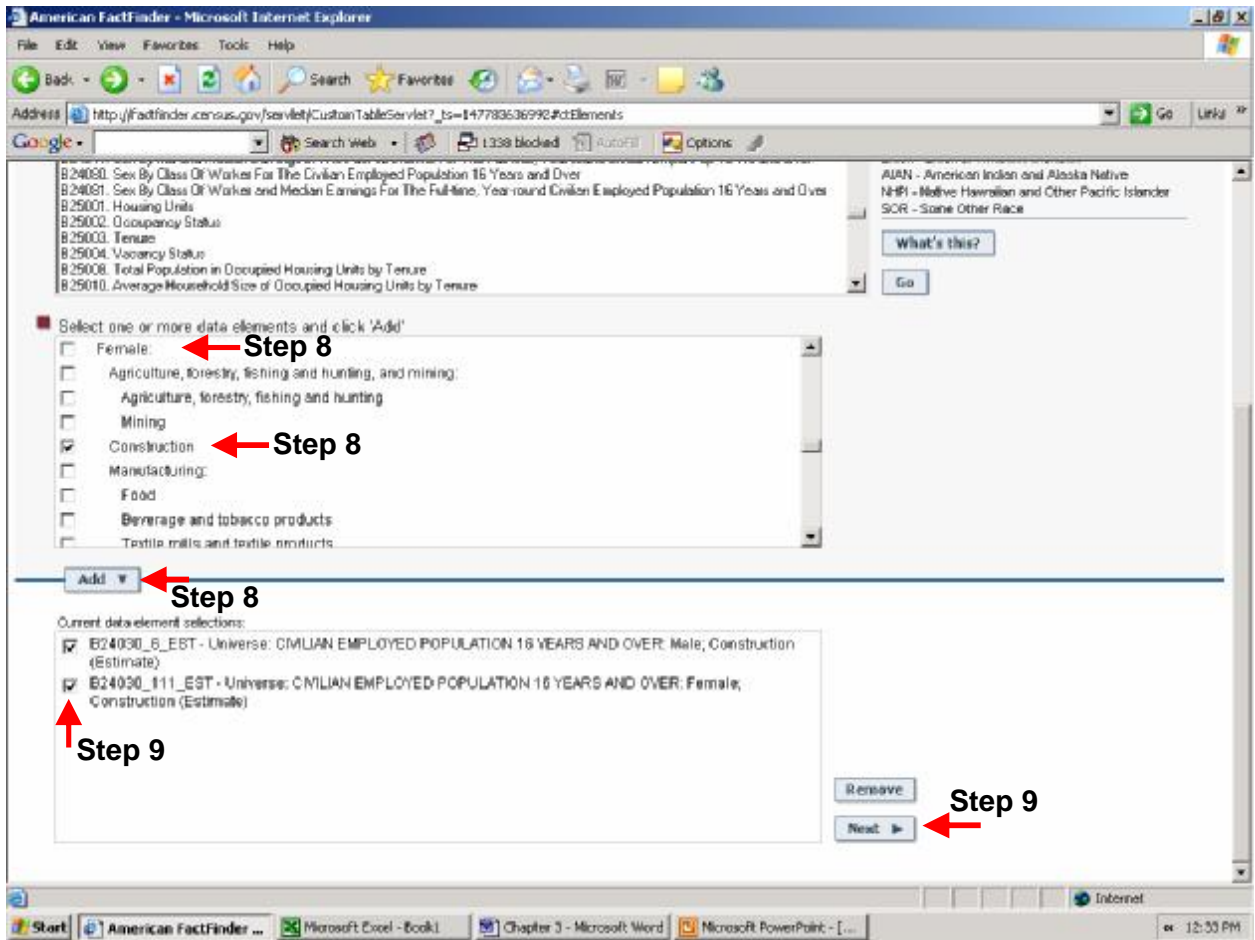 American FactFinder - Microsoft Internet Explorer
File Edit View Favorites Tools Help
Back Search Favorites
Address http://factfinder.census.gov/servlet/CustomTableServlet?_ts=147783636992#ctElements Go Links »
Google Search Web 1338 blocked AutoFill Options
B24080. Sex By Class Of Worker For The Civilian Employed Population 16 Years and Over
B24081. Sex By Class Of Worker and Median Earnings For The Full-time, Year-round Civilian Employed Population 16 Years and Over
B25001. Housing Units
B25002. Occupancy Status
B25003. Tenure
B25004. Vacancy Status
B25008. Total Population in Occupied Housing Units by Tenure
B25010. Average Household Size of Occupied Housing Units by Tenure
AIAN - American Indian and Alaska Native
NHPI - Native Hawaiian and Other Pacific Islander
SOR - Some Other Race
What's this?
Go
Select one or more data elements and click 'Add'
Female: Step 8
Agriculture, forestry, fishing and hunting, and mining:
Agriculture, forestry, fishing and hunting
Mining
Construction Step 8
Manufacturing:
Food
Beverage and tobacco products
Textile mills and textile products
Add
Step 8
Current data element selections:
B24030_6_EST - Universe: CIVILIAN EMPLOYED POPULATION 16 YEARS AND OVER: Male; Construction
(Estimate)
B24030_111_EST - Universe: CIVILIAN EMPLOYED POPULATION 16 YEARS AND OVER: Female;
Construction (Estimate)
Step 9
Remove
Step 9
Next
Internet
Start American FactFinder ... Microsoft Excel - Book1 Chapter 3 - Microsoft Word Microsoft PowerPoint - [... « 12:33 PM